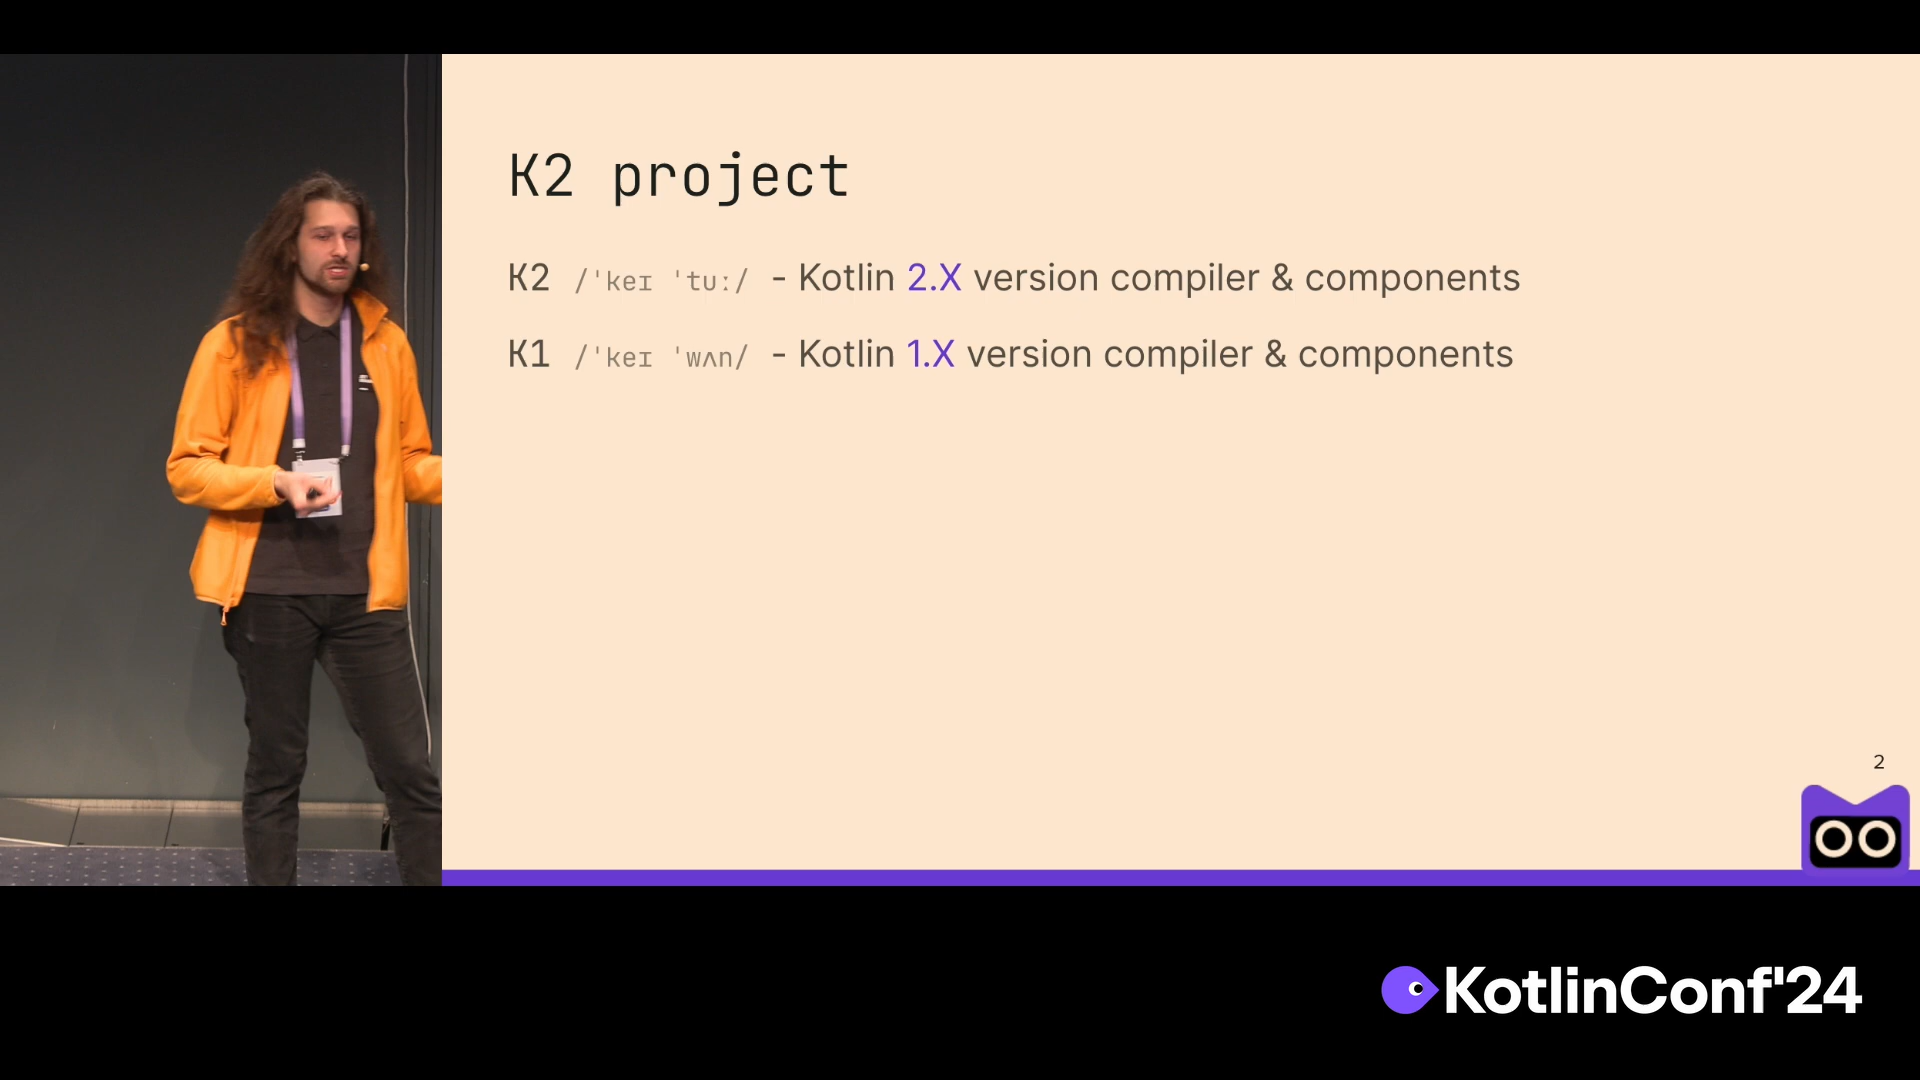 K2 project
K2 /ˈkeɪ ˈtuː/ - Kotlin 2.X version compiler & components
K1 /ˈkeɪ ˈwʌn/ - Kotlin 1.X version compiler & components
2
KotlinConf'24